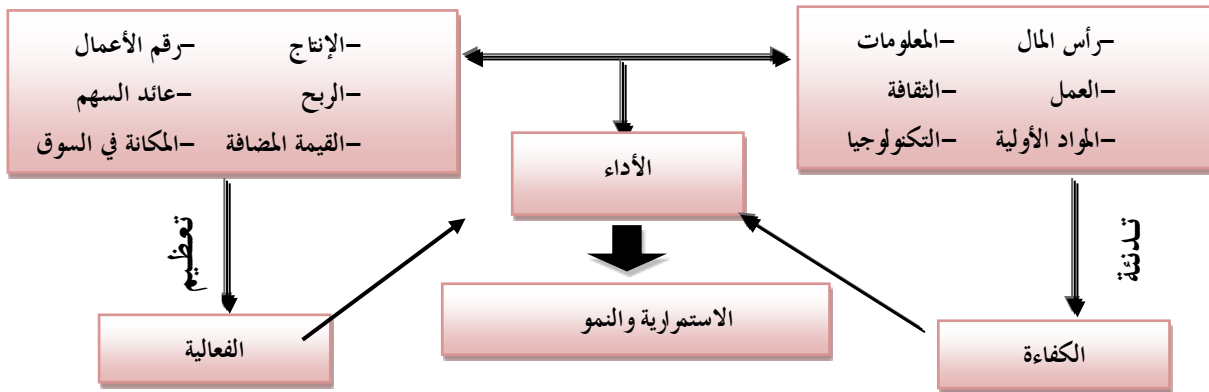 –رأس المال –المعلومات
–العمل –الثقافة
–المواد الأولية –التكنولوجيا
–الإنتاج –رقم الأعمال
–الربح –عائد السهم
–القيمة المضافة –المكانة في السوق
الأداء
تدنئة
تعظيم
الاستمرارية والنمو
الكفاءة
الفعالية